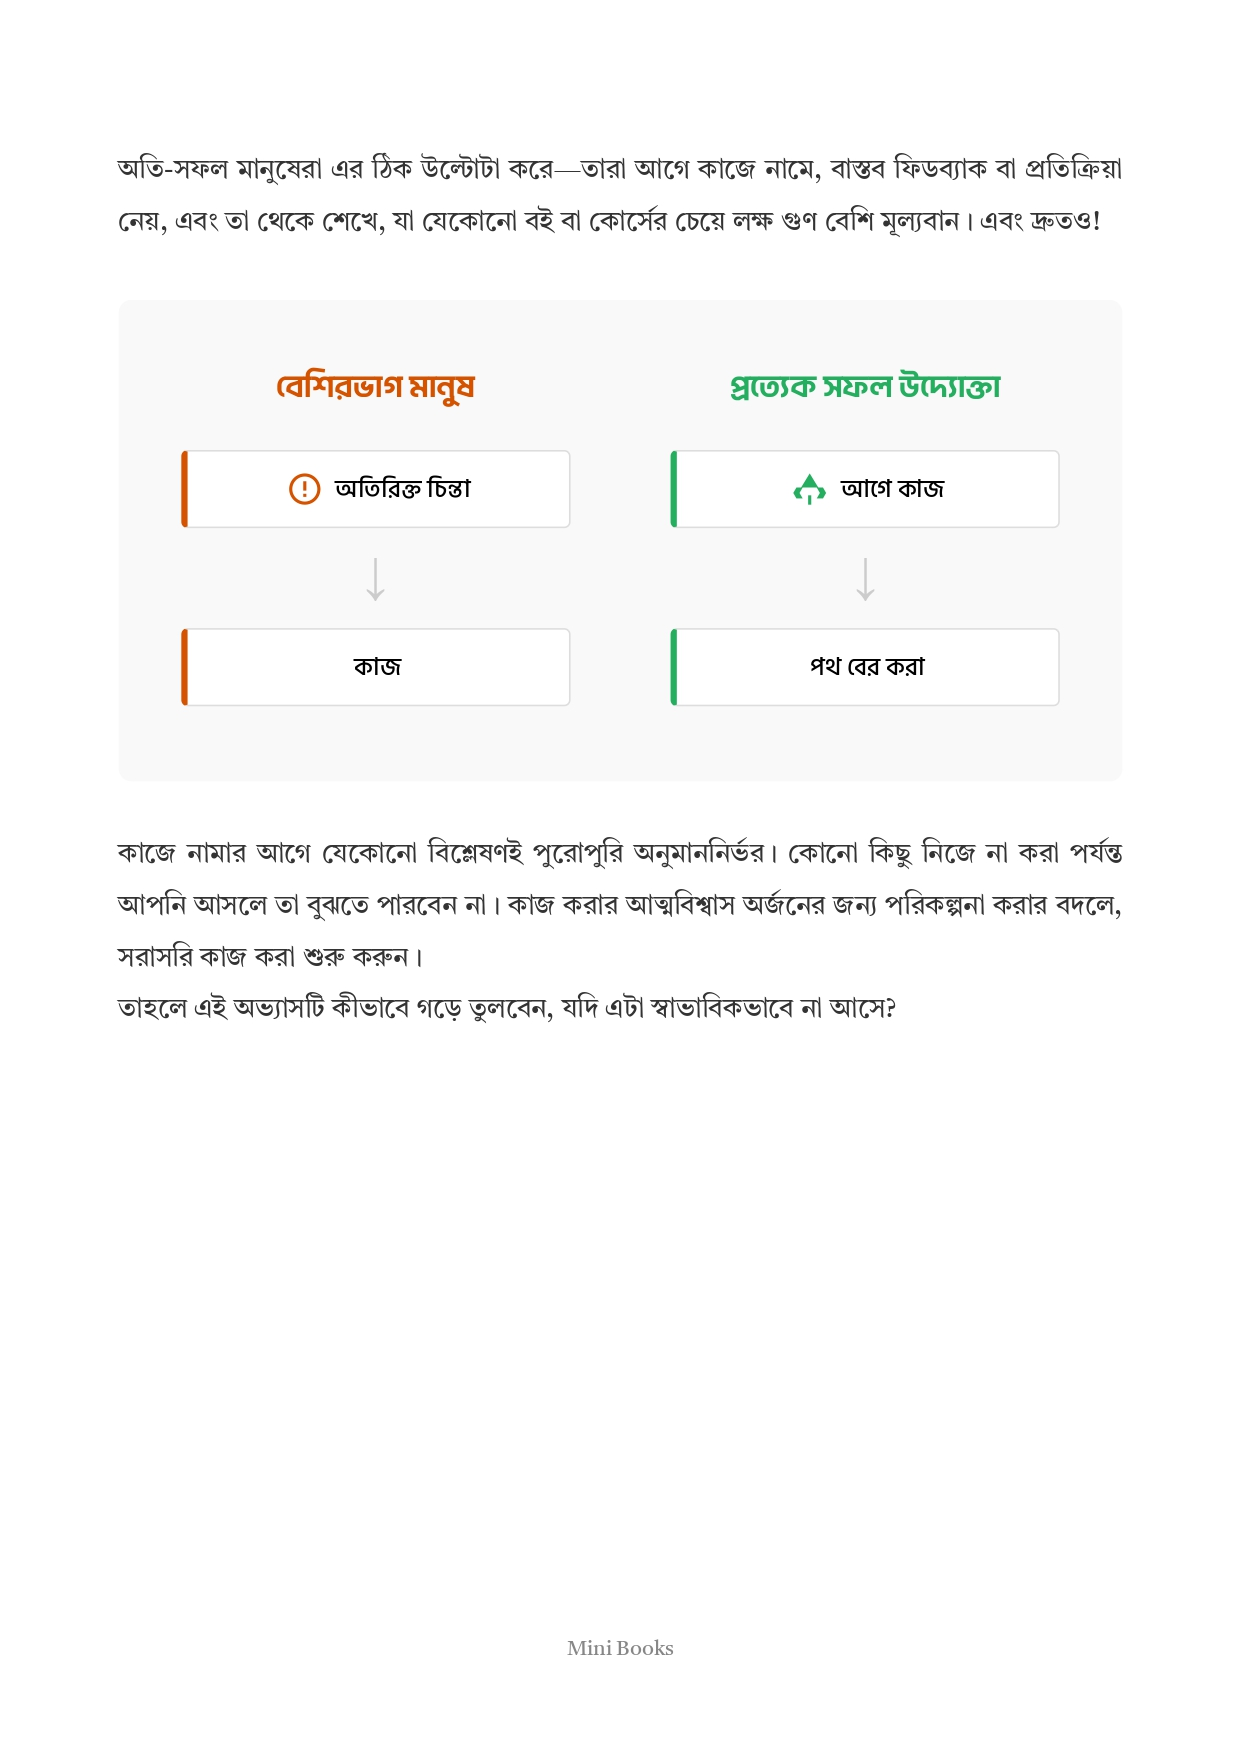 অতি-সফল মানুষেরা এর ঠিক উল্টোটা করে—তারা আগে কাজে নামে, বাস্তব ফিডব্যাক বা প্রতিক্রিয়া
নেয়, এবং তা থেকে শেখে, যা যেকোনো বই বা কোর্সের চেয়ে লক্ষ গুণ বেশি মূল্যবান। এবং দ্রুতও!
বেশিরভাগ মানুষ
অতিরিক্ত চিন্তা
↓
কাজ
প্রত্যেক সফল উদ্যোক্তা
আগে কাজ
↓
পথ বের করা
কাজে নামার আগে যেকোনো বিশ্লেষণই পুরোপুরি অনুমাননির্ভর। কোনো কিছু নিজে না করা পর্যন্ত
আপনি আসলে তা বুঝতে পারবেন না। কাজ করার আত্মবিশ্বাস অর্জনের জন্য পরিকল্পনা করার বদলে,
সরাসরি কাজ করা শুরু করুন।
তাহলে এই অভ্যাসটি কীভাবে গড়ে তুলবেন, যদি এটা স্বাভাবিকভাবে না আসে?
Mini Books